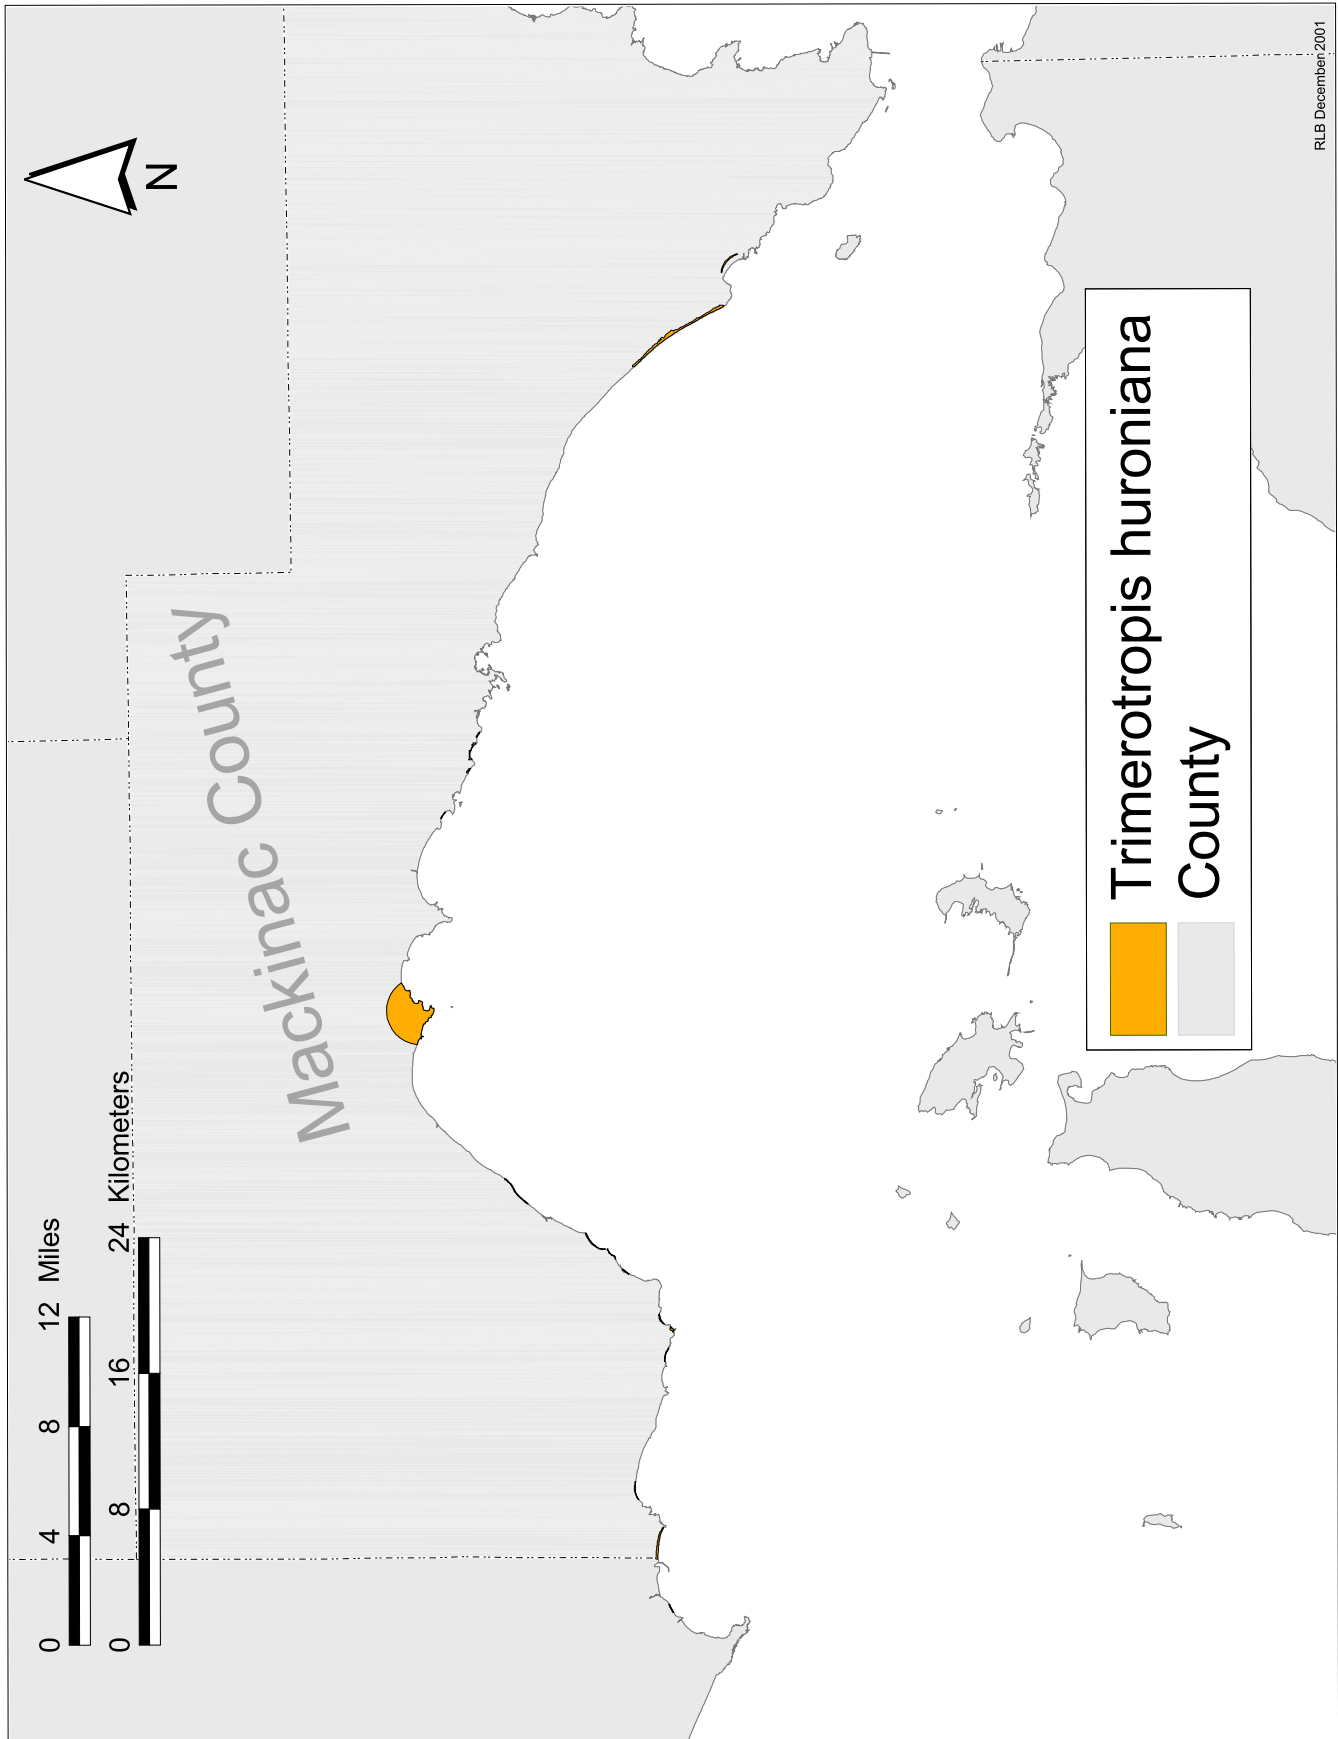 0 4 8 12 Miles
0 8 16 24 Kilometers
N
Mackinac County
Trimerotropis huroniana
County
RLB December 2001